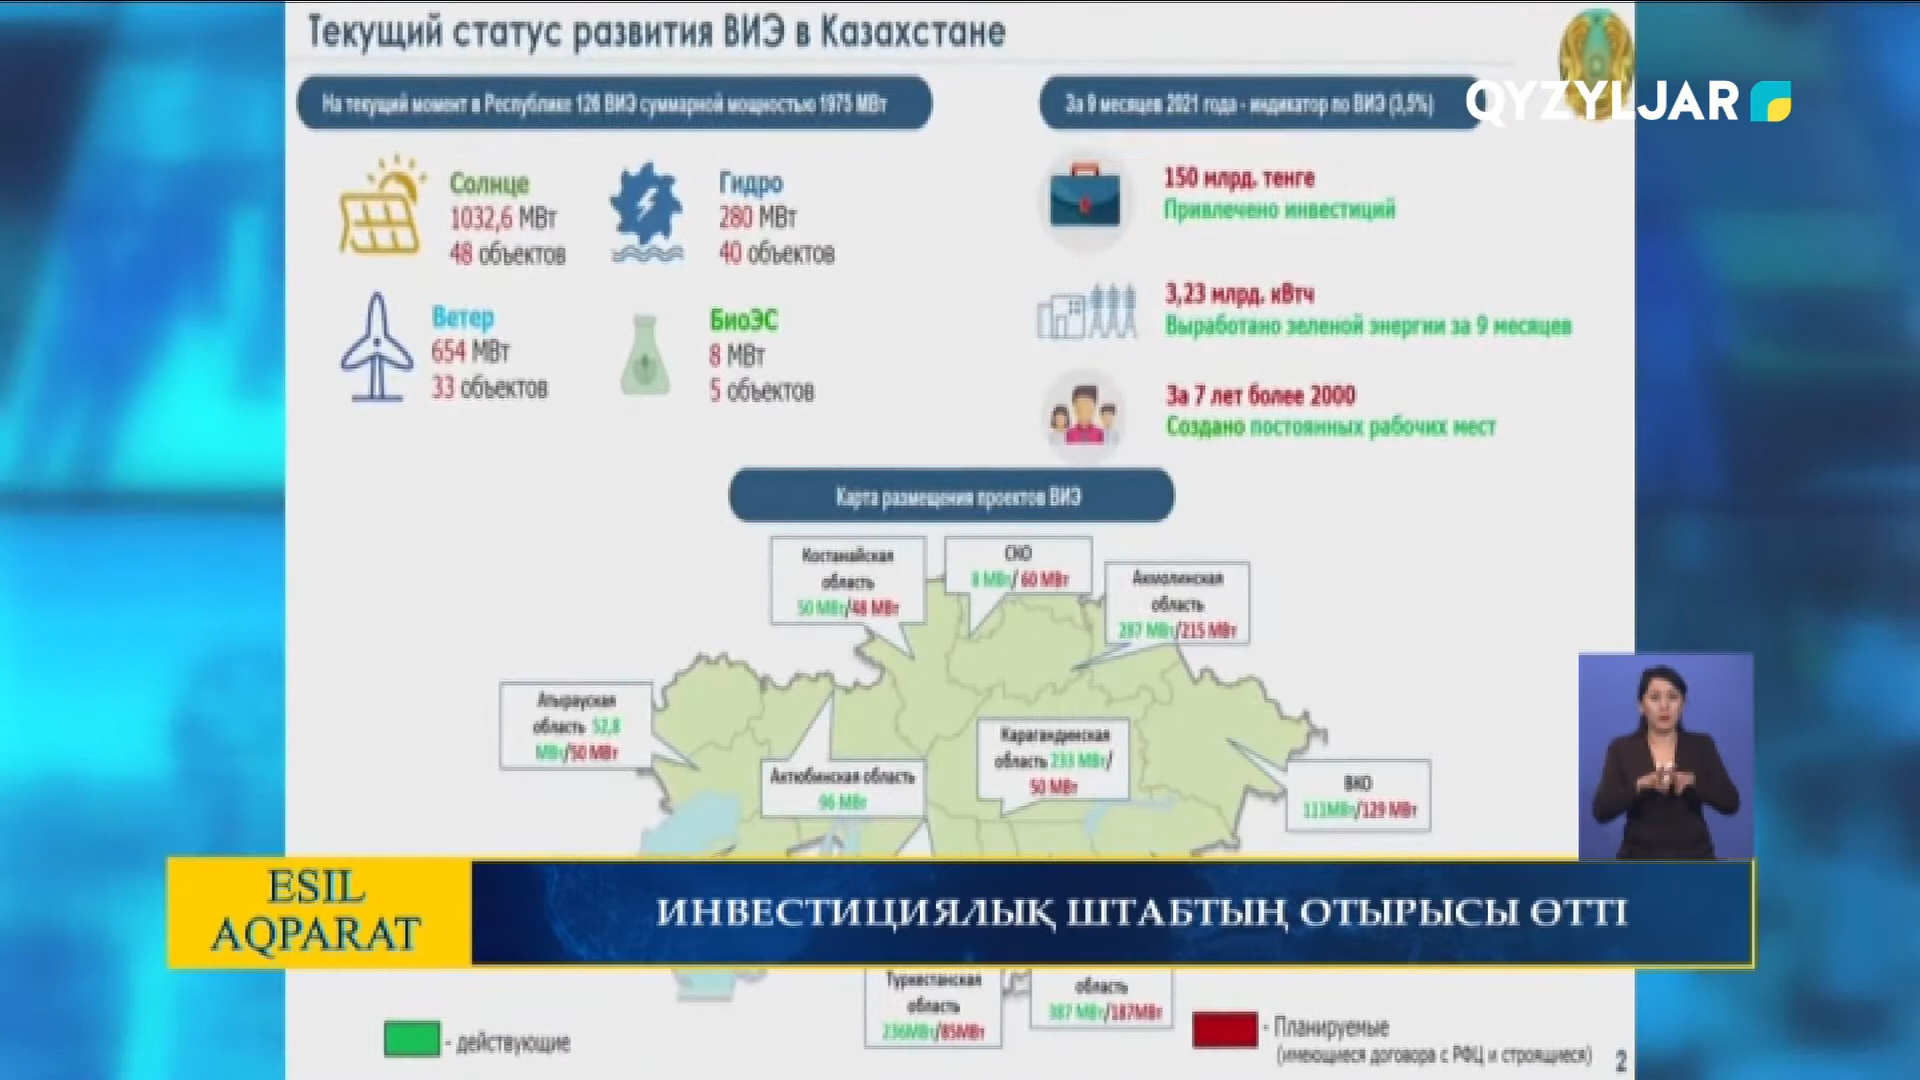 Текущий статус развития ВИЭ в Казахстане
QYZYLJAR
На текущий момент в Республике 126 ВИЭ суммарной мощностью 1975 МВт
За 9 месяцев 2021 года - индикатор по ВИЭ (3,5%)
Солнце
1032,6 МВт
48 объектов
Гидро
280 МВт
40 объектов
Ветер
654 МВт
33 объектов
БиоЭС
8 МВт
5 объектов
150 млрд. тенге
Привлечено инвестиций
3,23 млрд. кВтч
Выработано зеленой энергии за 9 месяцев
За 7 лет более 2000
Создано постоянных рабочих мест
Карта размещения проектов ВИЭ
Костанайская
область
50 МВт/48 МВт
СКО
8 МВт/ 60 МВт
Акмолинская
область
287 МВт/215 МВт
Атырауская
область 52,8
МВт/50 МВт
Актюбинская область
96 МВт
Карагандинская
область 233 МВт/
50 МВт
ВКО
111МВт/129 МВт
ESIL
AQPARAT
ИНВЕСТИЦИЯЛЫҚ ШТАБТЫҢ ОТЫРЫСЫ ӨТТІ
Туркестанская
область
236МВт/85МВт
область
387 МВт/187МВт
- действующие
- Планируемые
(имеющиеся договора с РФЦ и строящиеся)
2